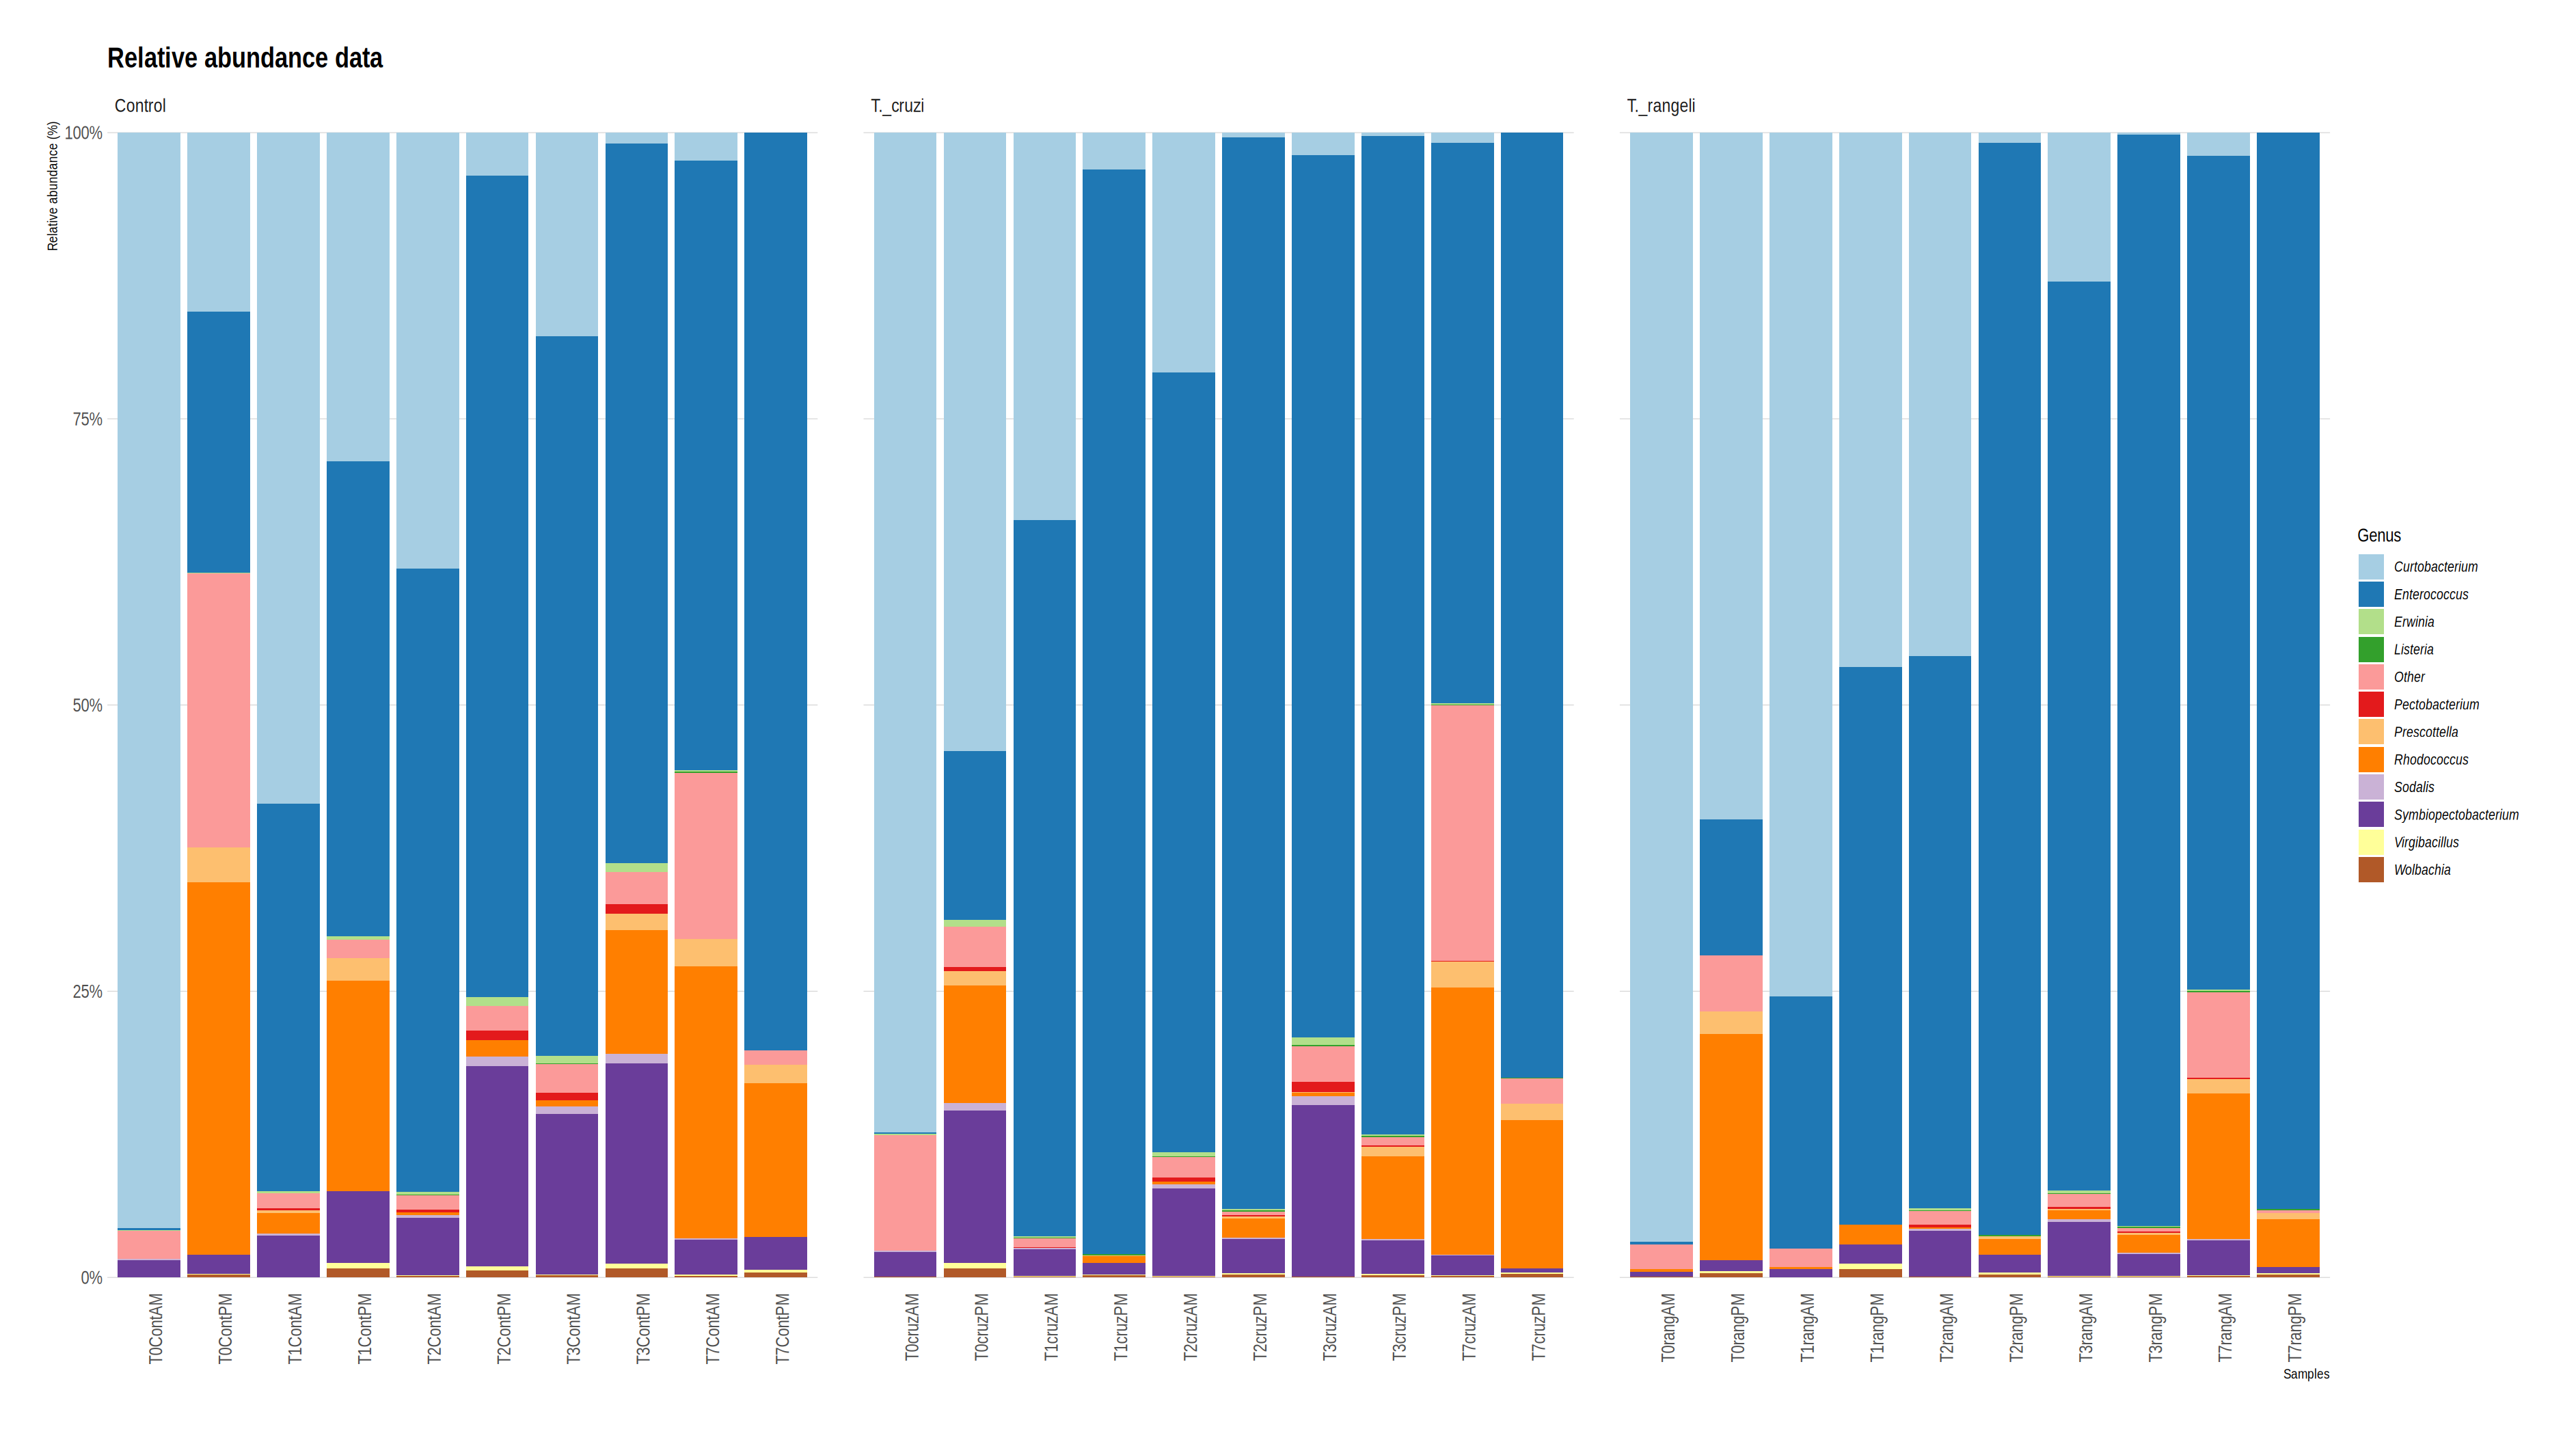 Relative abundance data
Control
T._cruzi
T._rangeli
Relative abundance (%)
100%
75%
50%
25%
0%
T0ContAM
T0ContPM
T1ContAM
T1ContPM
T2ContAM
T2ContPM
T3ContAM
T3ContPM
T7ContAM
T7ContPM
T0cruzAM
T0cruzPM
T1cruzAM
T1cruzPM
T2cruzAM
T2cruzPM
T3cruzAM
T3cruzPM
T7cruzAM
T7cruzPM
T0rangAM
T0rangPM
T1rangAM
T1rangPM
T2rangAM
T2rangPM
T3rangAM
T3rangPM
T7rangAM
T7rangPM
Samples
Genus
Curtobacterium
Enterococcus
Erwinia
Listeria
Other
Pectobacterium
Prescottella
Rhodococcus
Sodalis
Symbiopectobacterium
Virgibacillus
Wolbachia